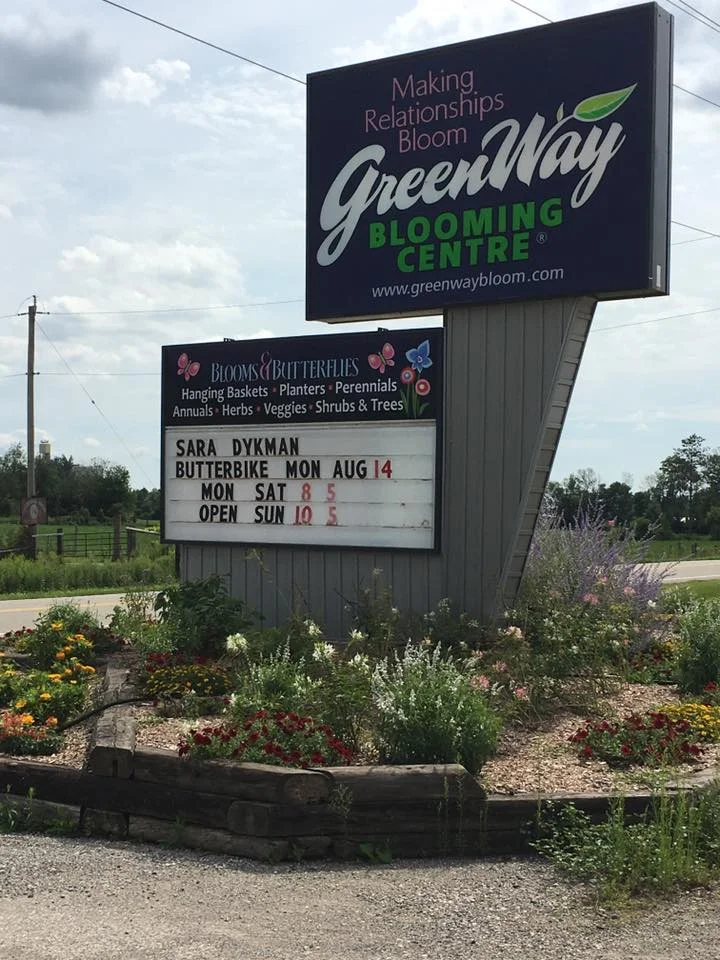 Making
Relationships
Bloom
GreenWay
BLOOMING
CENTRE®
www.greenwaybloom.com
BLOOMS & BUTTERFLIES
Hanging Baskets • Planters • Perennials
Annuals • Herbs • Veggies • Shrubs & Trees
SARA DYKMAN
BUTTERBIKE MON AUG 14
MON SAT 8 5
OPEN SUN 10 5